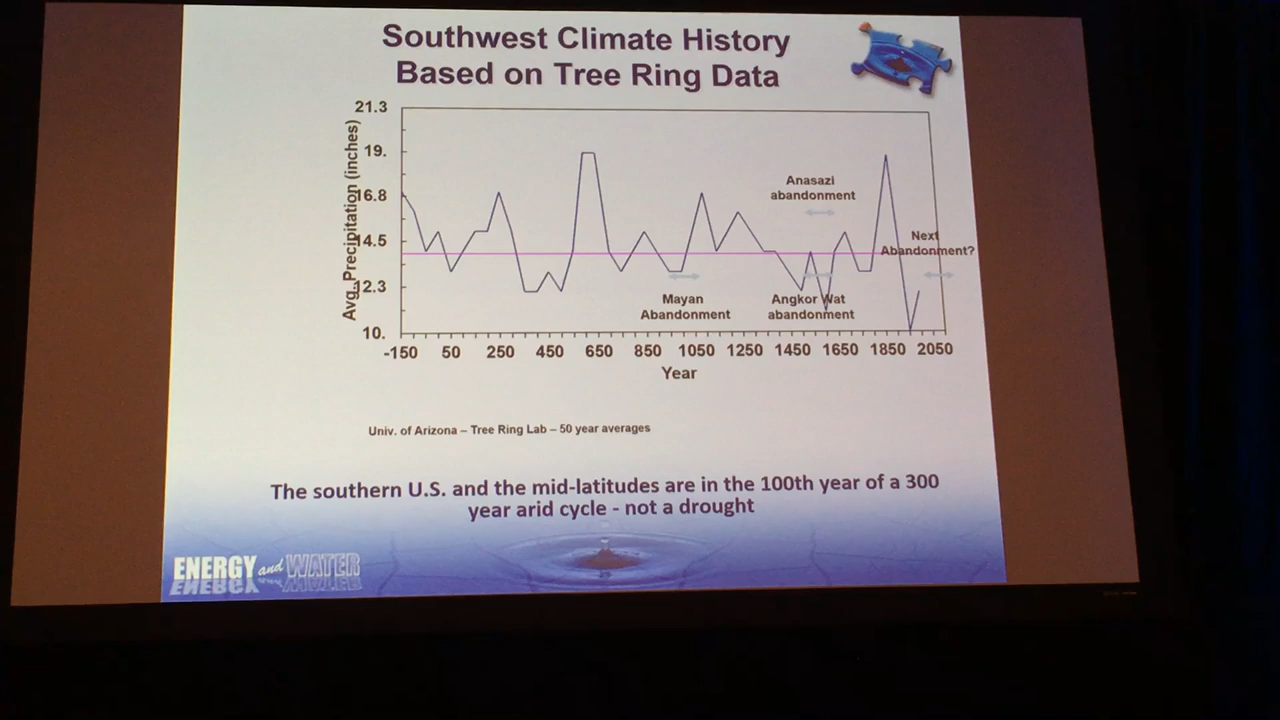 Southwest Climate History
Based on Tree Ring Data
Avg. Precipitation (inches)
21.3
19.
16.8
14.5
12.3
10.
Anasazi
abandonment
Next
Abandonment?
Mayan
Abandonment
Angkor Wat
abandonment
-150 50 250 450 650 850 1050 1250 1450 1650 1850 2050
Year
Univ. of Arizona – Tree Ring Lab – 50 year averages
The southern U.S. and the mid-latitudes are in the 100th year of a 300
year arid cycle - not a drought
ENERGY and WATER